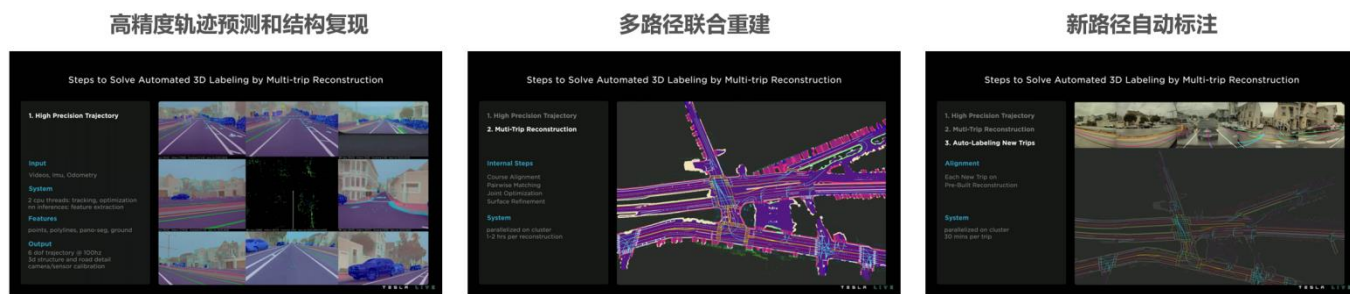 高精度轨迹预测和结构复现
Steps to Solve Automated 3D Labeling by Multi-trip Reconstruction
1. High Precision Trajectory
Input
Videos, Imu, Odometry
System
2 cpu threads: tracking, optimization
nn inferences: feature extraction
Features
points, polylines, pano-seg, ground
Output
6 dof trajectory @ 100hz
3d structure and road detail
camera/sensor calibration
TESLA LIVE
多路径联合重建
Steps to Solve Automated 3D Labeling by Multi-trip Reconstruction
1. High Precision Trajectory
2. Muti-Trip Reconstruction
Internal Steps
Course Alignment
Pairwise Matching
Joint Optimization
Surface Refinement
System
parallelized on cluster
1-2 hrs per reconstruction
TESLA LIVE
新路径自动标注
Steps to Solve Automated 3D Labeling by Multi-trip Reconstruction
1. High Precision Trajectory
2. Muti-Trip Reconstruction
3. Auto-Labeling New Trips
Alignment
Each New Trip on
Pre-Built Reconstruction
System
parallelized on cluster
30 mins per trip
TESLA LIVE